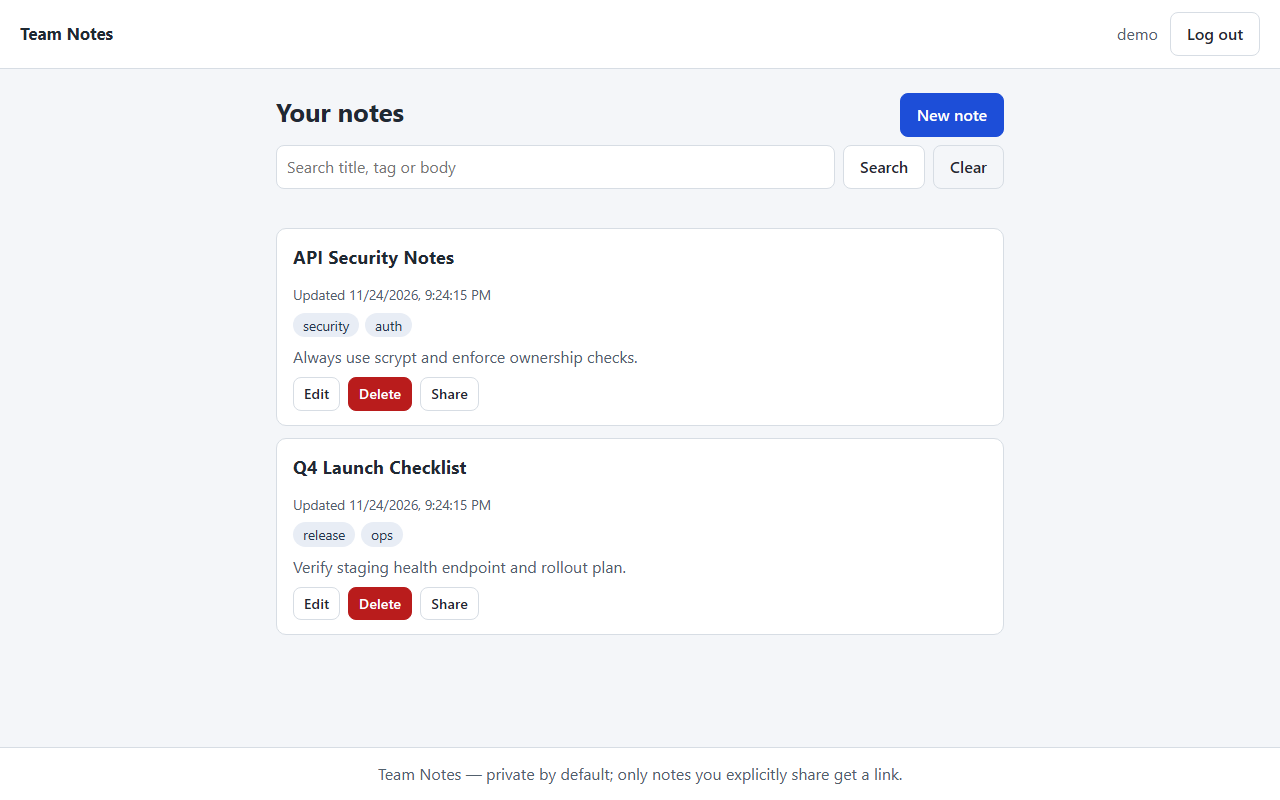 Team Notes
demo
Log out
Your notes
New note
Search title, tag or body
Search
Clear
API Security Notes
Updated 11/24/2026, 9:24:15 PM
security
auth
Always use scrypt and enforce ownership checks.
Edit
Delete
Share
Q4 Launch Checklist
Updated 11/24/2026, 9:24:15 PM
release
ops
Verify staging health endpoint and rollout plan.
Edit
Delete
Share
Team Notes — private by default; only notes you explicitly share get a link.